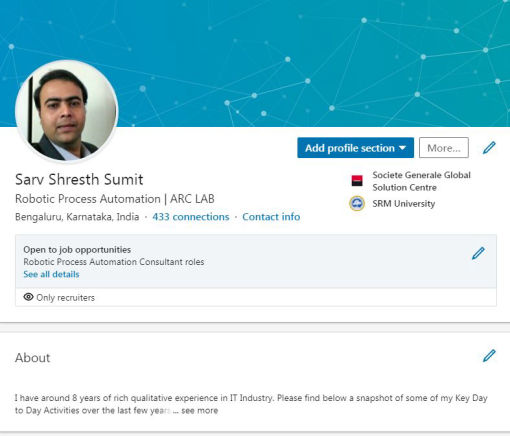 Add profile section
More...
Sarv Shresth Sumit
Robotic Process Automation | ARC LAB
Bengaluru, Karnataka, India · 433 connections · Contact info
Societe Generale Global
Solution Centre
SRM University
Open to job opportunities
Robotic Process Automation Consultant roles
See all details
Only recruiters
About
I have around 8 years of rich qualitative experience in IT Industry. Please find below a snapshot of some of my Key Day
to Day Activities over the last few years ... see more